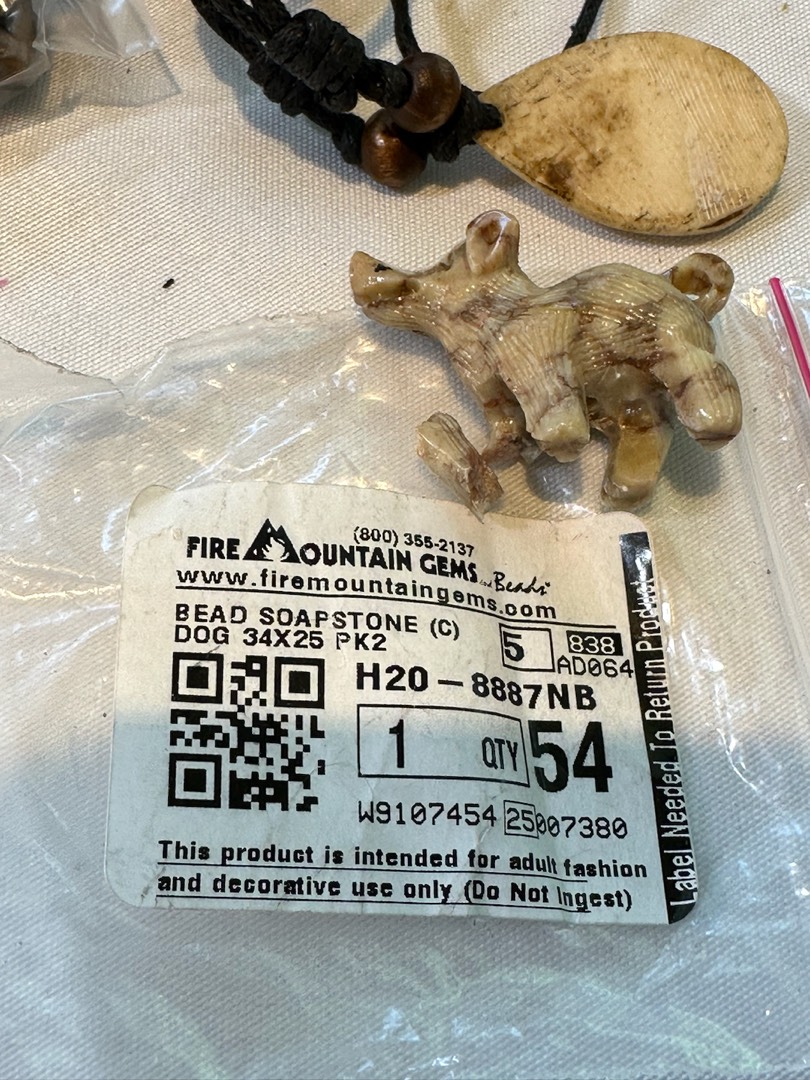 (800) 355-2137
FIRE MOUNTAIN GEMS and Beads®
www.firemountaingems.com
BEAD SOAPSTONE (C)
DOG 34X25 PK2
5 838
AD064
H20-8887NB
1 QTY 54
W9107454 25007380
This product is intended for adult fashion
and decorative use only (Do Not Ingest)
Label Needed To Return Product